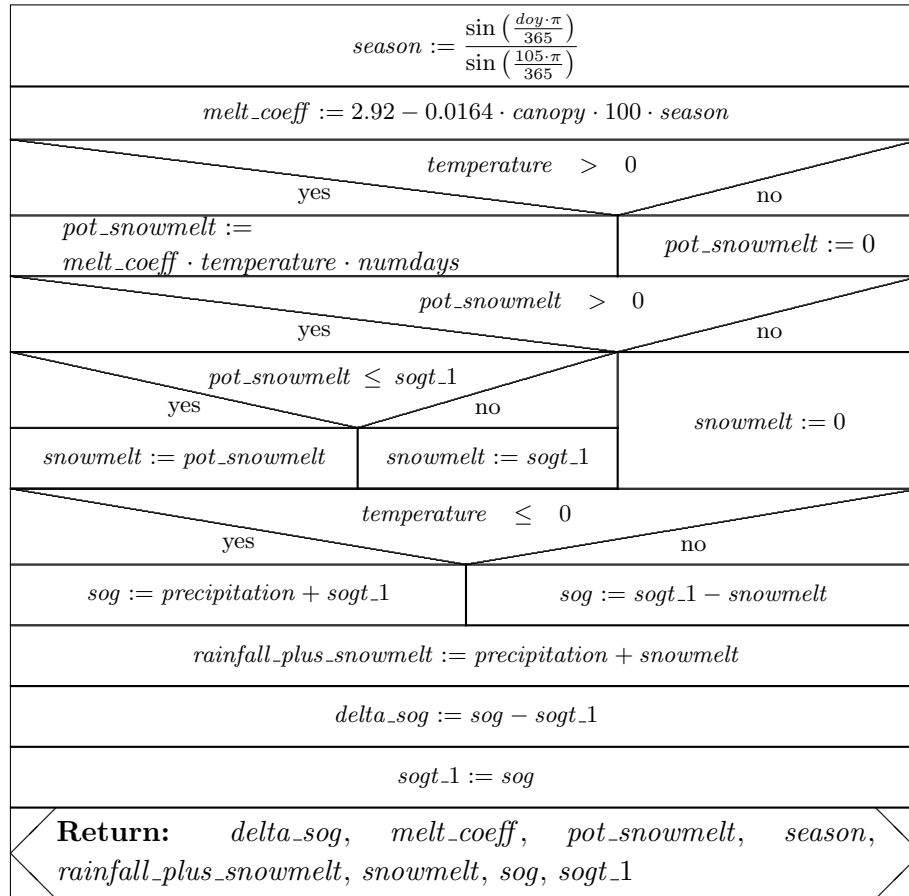 season := sin (doy·π / 365) / sin (105·π / 365)
melt_coeff := 2.92 − 0.0164 · canopy · 100 · season
temperature > 0
yes no
pot_snowmelt :=
melt_coeff · temperature · numdays
pot_snowmelt := 0
pot_snowmelt > 0
yes no
pot_snowmelt ≤ sogt_1
yes no
snowmelt := pot_snowmelt
snowmelt := sogt_1
snowmelt := 0
temperature ≤ 0
yes no
sog := precipitation + sogt_1
sog := sogt_1 − snowmelt
rainfall_plus_snowmelt := precipitation + snowmelt
delta_sog := sog − sogt_1
sogt_1 := sog
Return: delta_sog, melt_coeff, pot_snowmelt, season,
rainfall_plus_snowmelt, snowmelt, sog, sogt_1